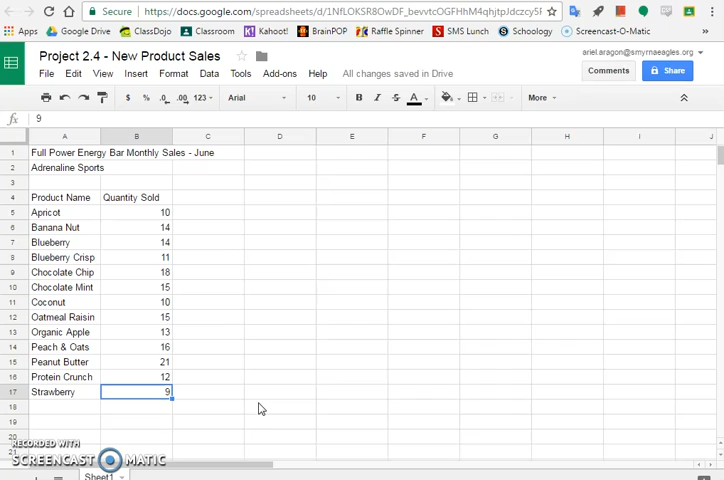 Secure https://docs.google.com/spreadsheets/d/1NfLOKSR8OwDF_bevvtcOGFHhM4qhjtpJdczcy5P
Apps Bookmarks Google Drive ClassDojo Classroom Kahoot! BrainPOP Raffle Spinner SMS Lunch Schoology Screencast-O-Matic
Project 2.4 - New Product Sales
ariel.aragon@smyrnaeagles.org
File Edit View Insert Format Data Tools Add-ons Help All changes saved in Drive
Comments Share
$ % .0 .00 123 Arial 10 B I S A More
fx 9
A B C D E F G H I J
1 Full Power Energy Bar Monthly Sales - June
2 Adrenaline Sports
3
4 Product Name Quantity Sold
5 Apricot 10
6 Banana Nut 14
7 Blueberry 14
8 Blueberry Crisp 11
9 Chocolate Chip 18
10 Chocolate Mint 15
11 Coconut 10
12 Oatmeal Raisin 15
13 Organic Apple 13
14 Peach & Oats 16
15 Peanut Butter 21
16 Protein Crunch 12
17 Strawberry 9
18
19
20
21
RECORDED WITH
SCREENCAST MATIC
Sheet1